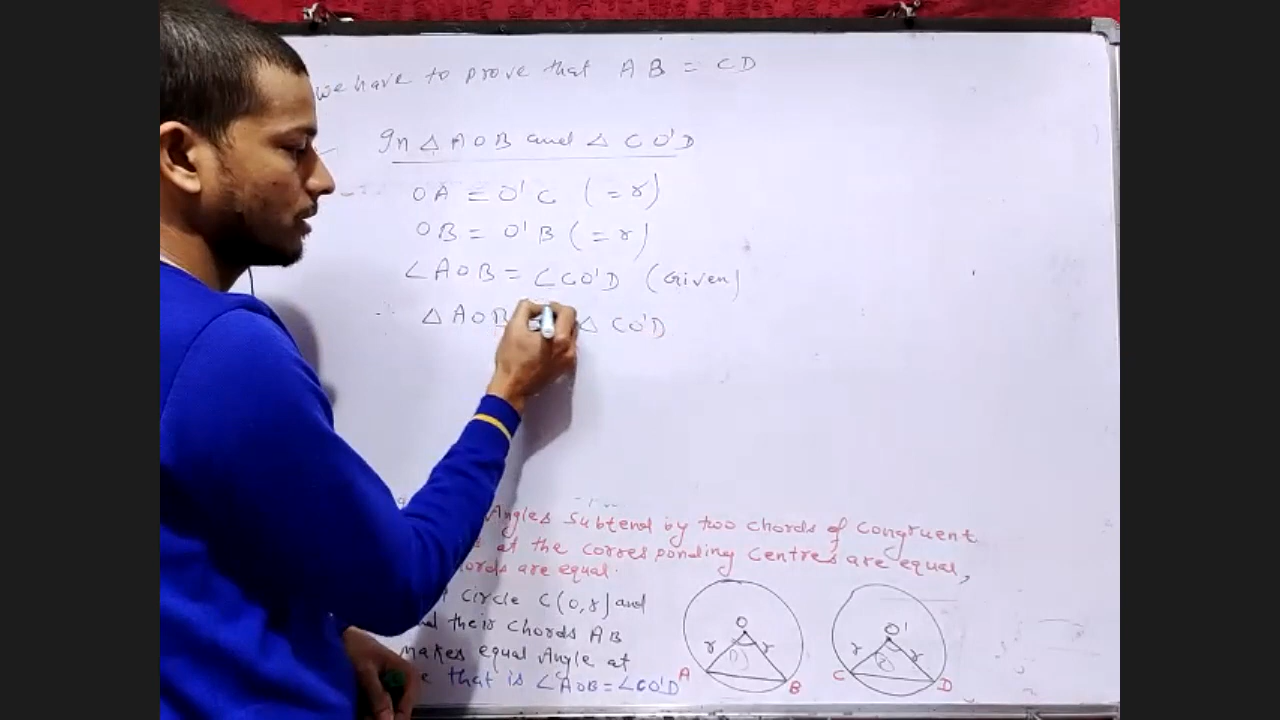 we have to prove that AB = CD
In △AOB and △CO'D
OA = O'C (=r)
OB = O'B (=r)
∠AOB = ∠CO'D (Given)
△AOB △CO'D
Angles Subtend by two chords of congruent
at the corresponding Centres are equal,
are equal.
Circle C(O,r) and
their chords AB
makes equal Angle at
that is ∠AOB=∠CO'D
O
r r
A B
O'
r r
C D